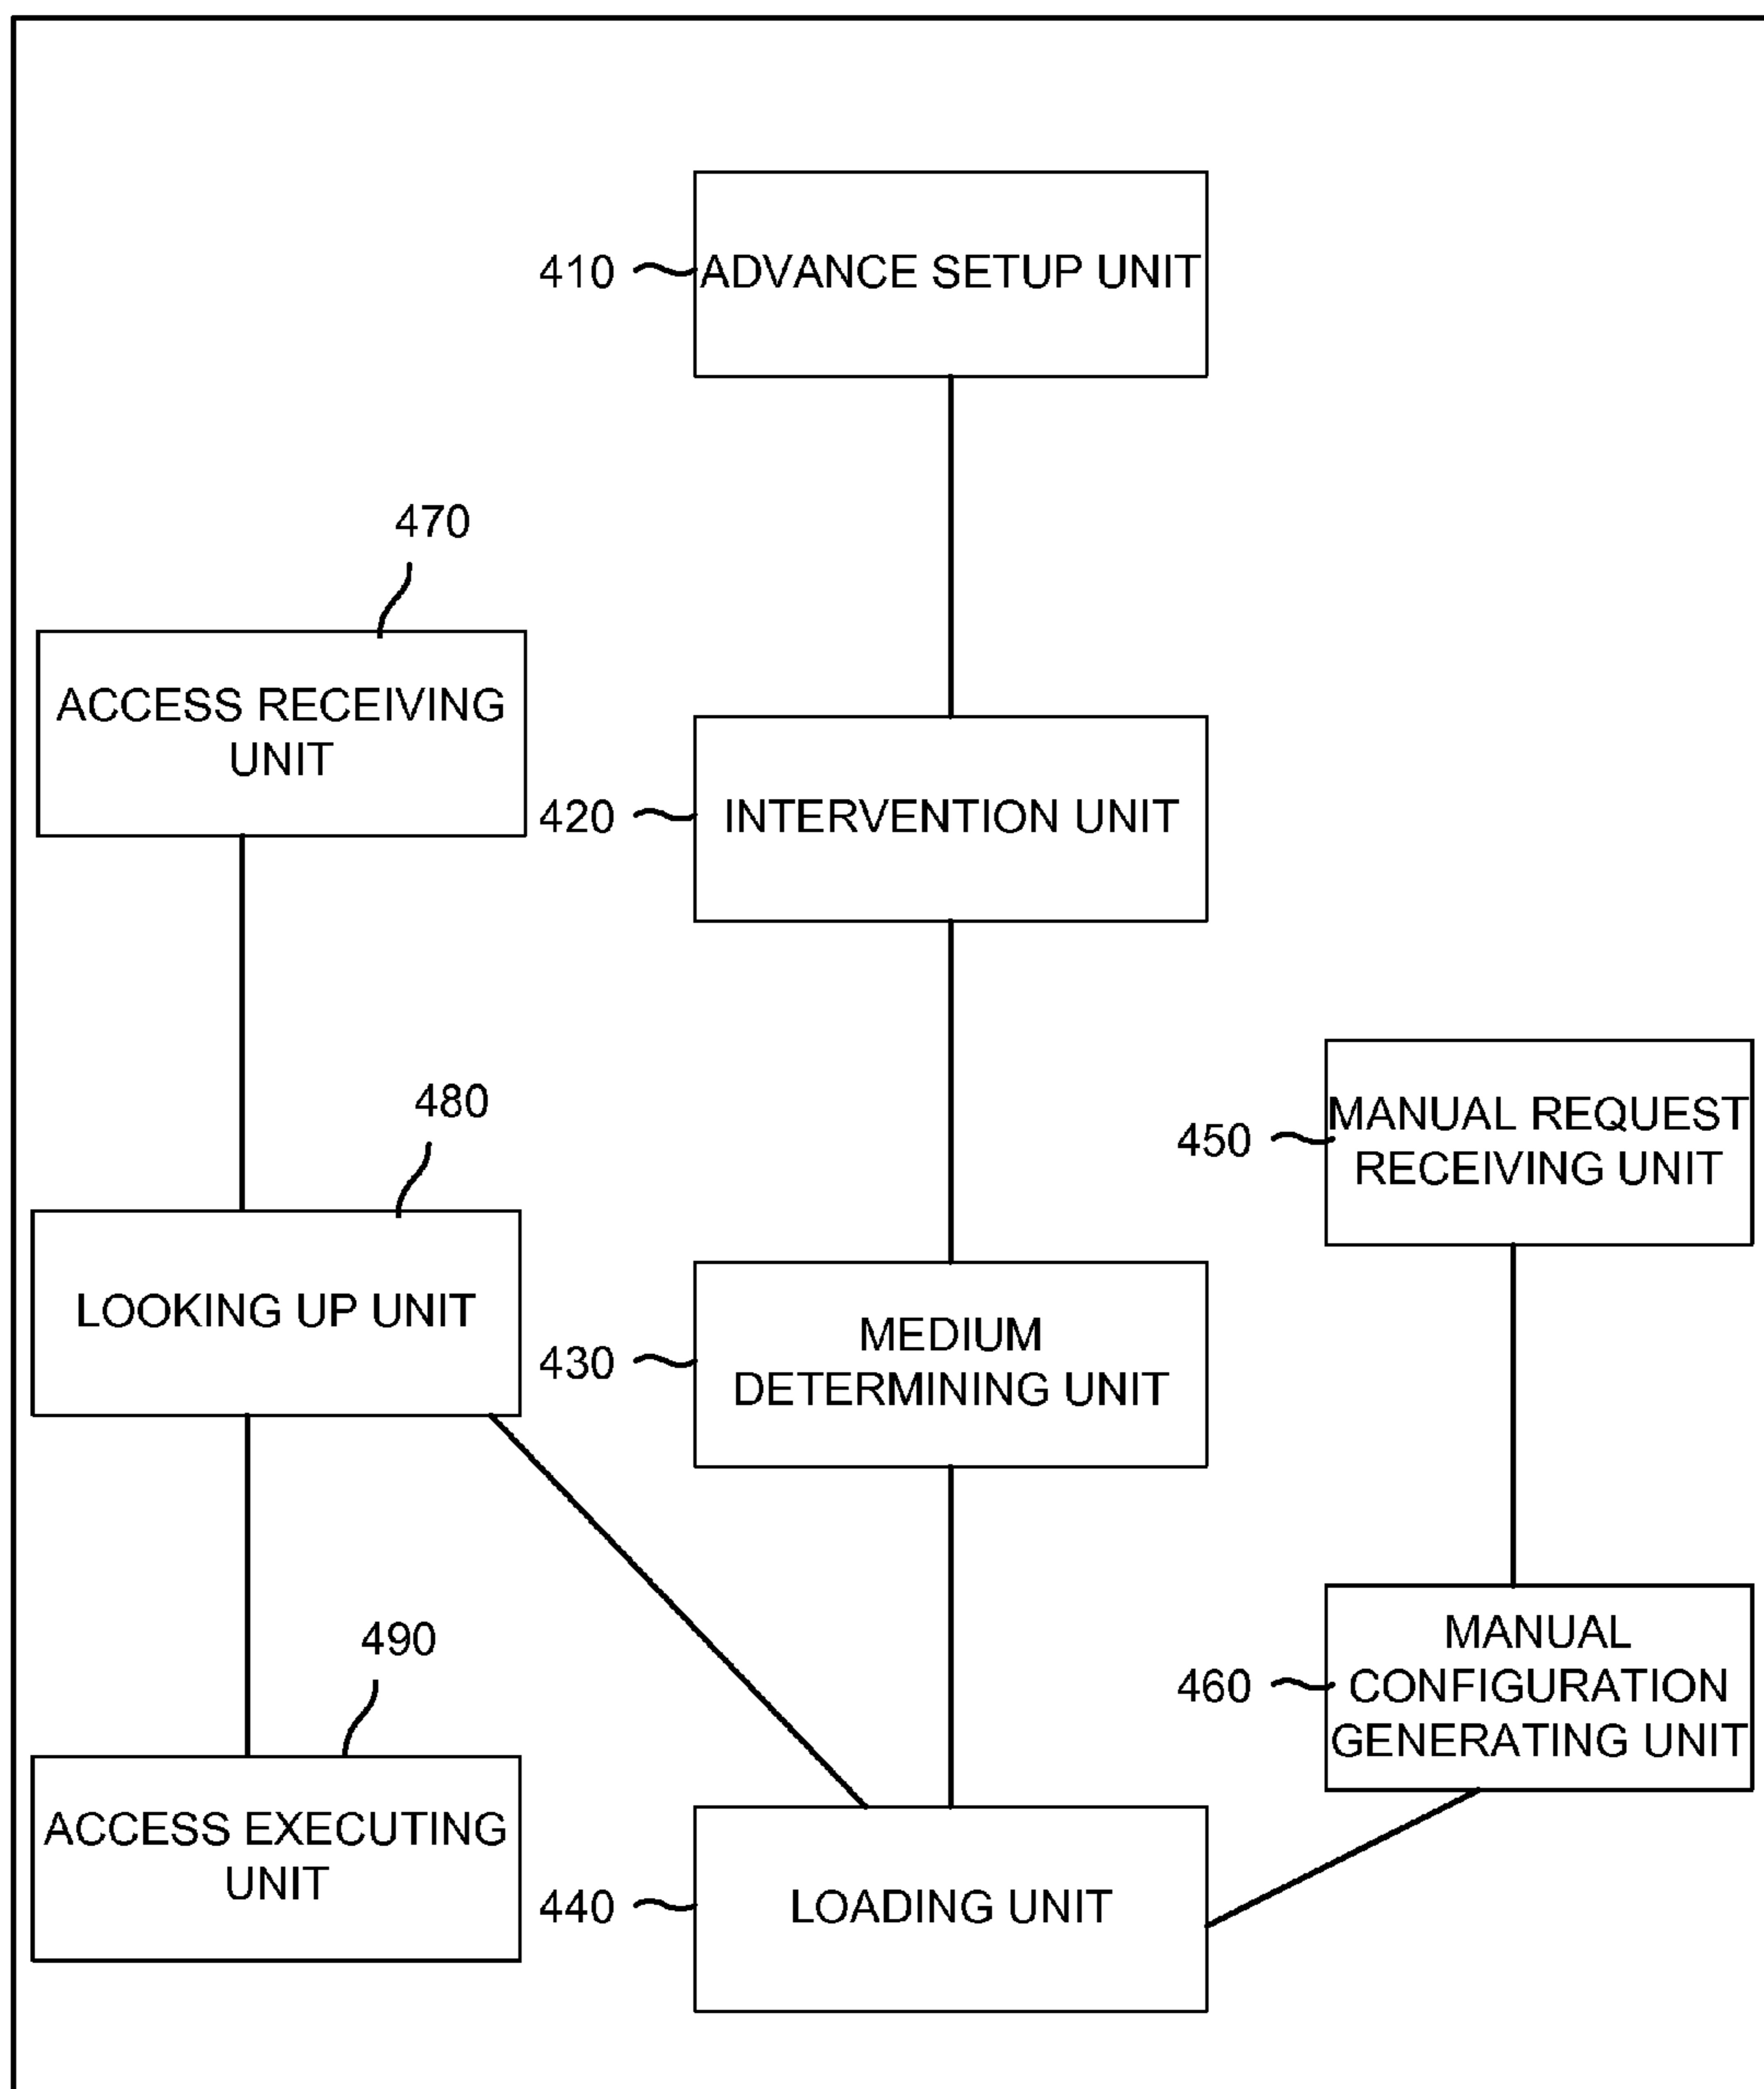 410
ADVANCE SETUP UNIT
470
ACCESS RECEIVING
UNIT
420
INTERVENTION UNIT
480
LOOKING UP UNIT
450
MANUAL REQUEST
RECEIVING UNIT
430
MEDIUM
DETERMINING UNIT
490
ACCESS EXECUTING
UNIT
460
MANUAL
CONFIGURATION
GENERATING UNIT
440
LOADING UNIT